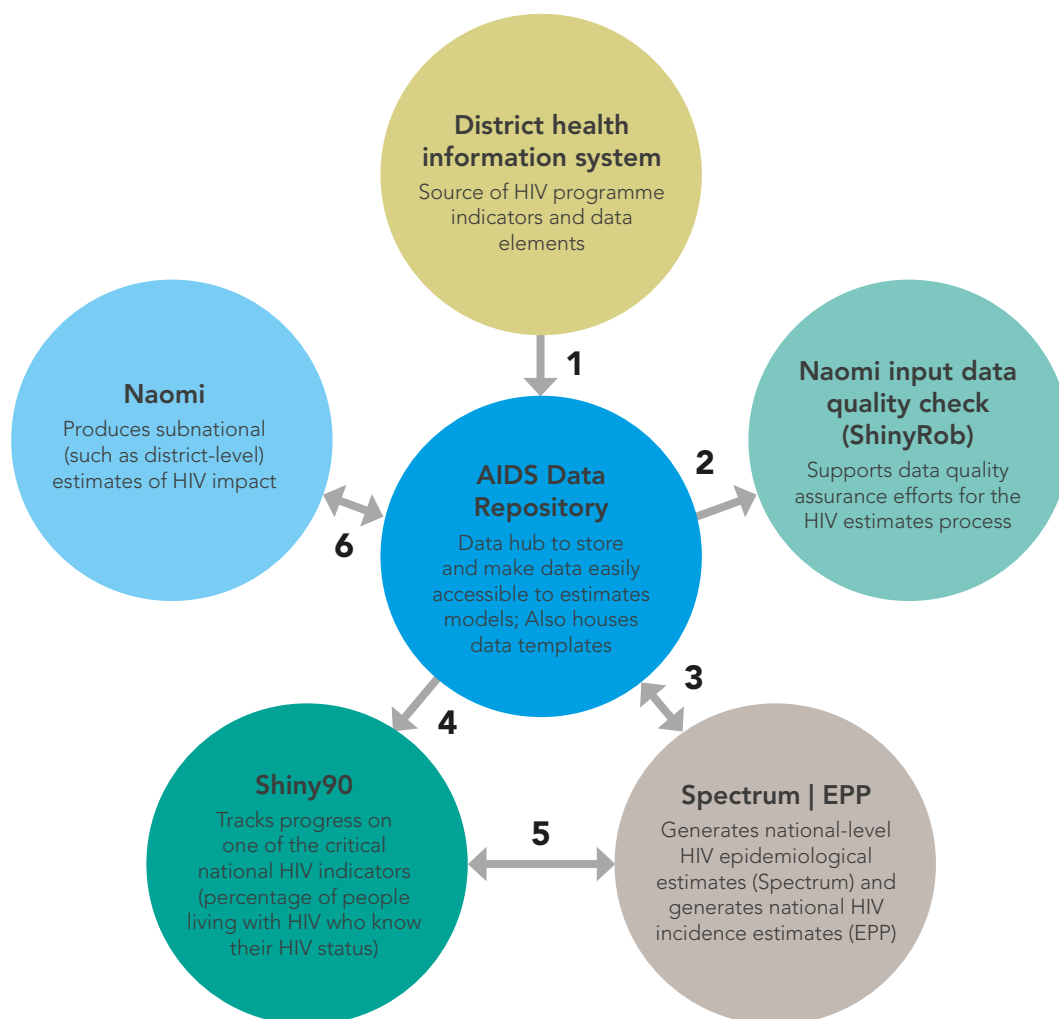 District health
information system
Source of HIV programme
indicators and data
elements
1
Naomi
Produces subnational
(such as district-level)
estimates of HIV impact
Naomi input data
quality check
(ShinyRob)
Supports data quality
assurance efforts for the
HIV estimates process
2
AIDS Data
Repository
Data hub to store
and make data easily
accessible to estimates
models; Also houses
data templates
6
3
4
Shiny90
Tracks progress on
one of the critical
national HIV indicators
(percentage of people
living with HIV who know
their HIV status)
5
Spectrum | EPP
Generates national-level
HIV epidemiological
estimates (Spectrum) and
generates national HIV
incidence estimates (EPP)